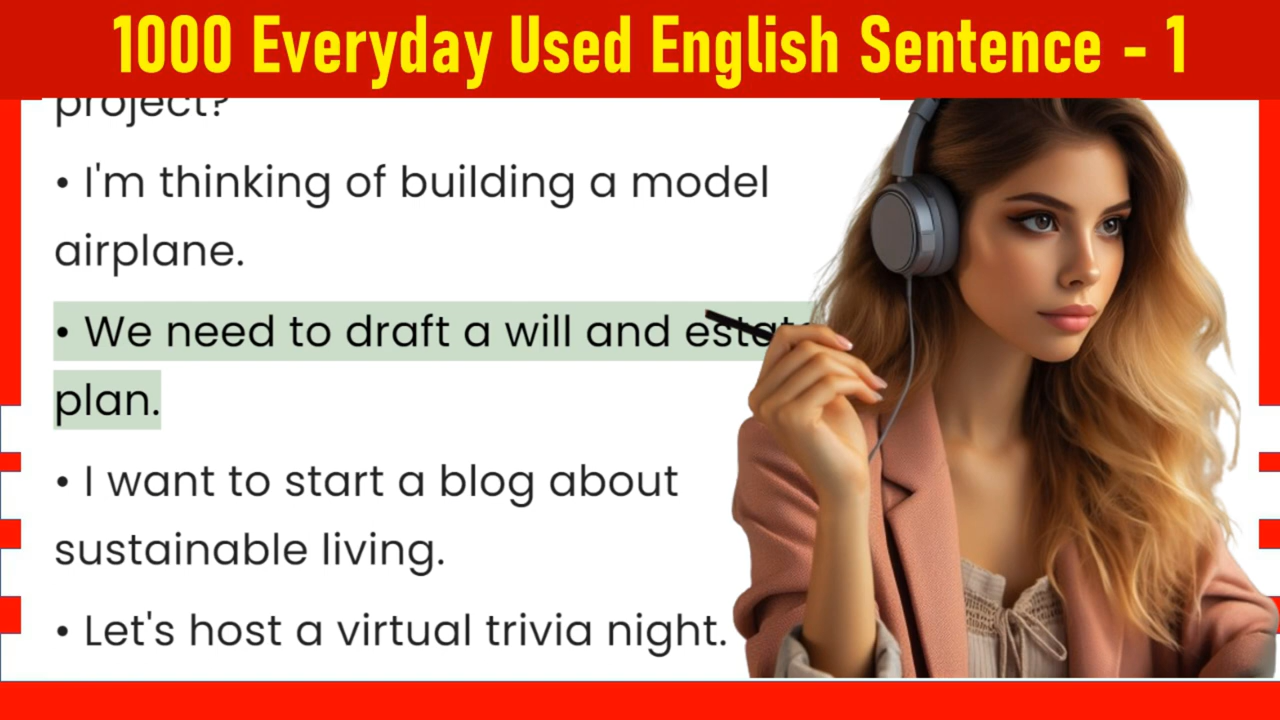 1000 Everyday Used English Sentence - 1
project?
• I'm thinking of building a model
airplane.
• We need to draft a will and estate
plan.
• I want to start a blog about
sustainable living.
• Let's host a virtual trivia night.